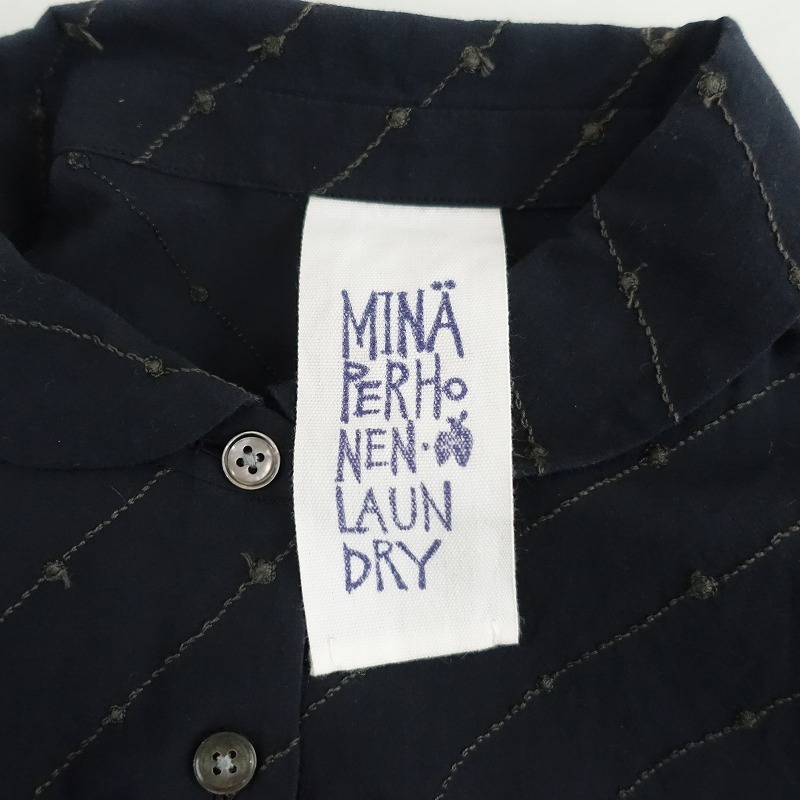 MINÄ
PERHO
NEN·
LAUN
DRY